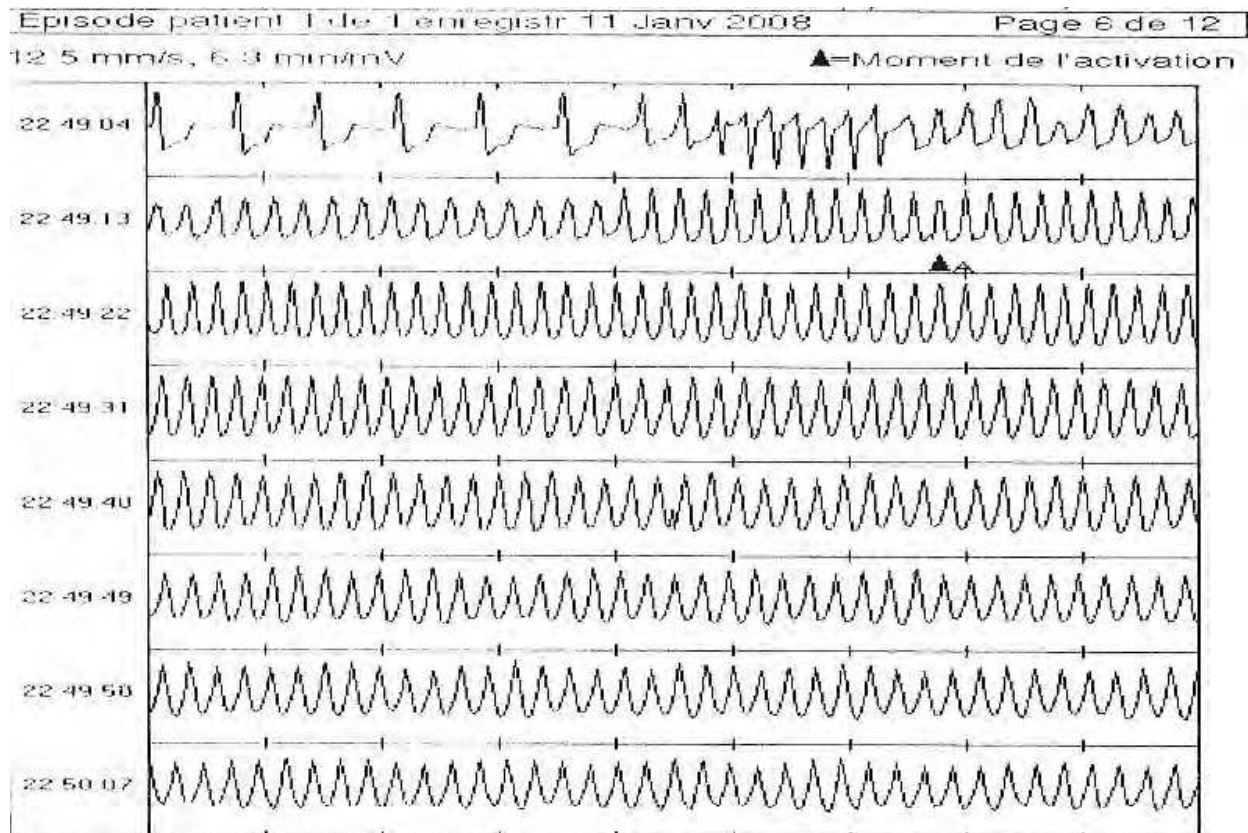 Episode patient 1 de 1 enregistr 11 Janv 2008 Page 6 de 12
12 5 mm/s, 6 3 mm/mV ▲=Moment de l'activation
22 49 04
22 49.13
22 49 22
22 49.31
22 49 40
22 49 49
22 49 58
22 50 07